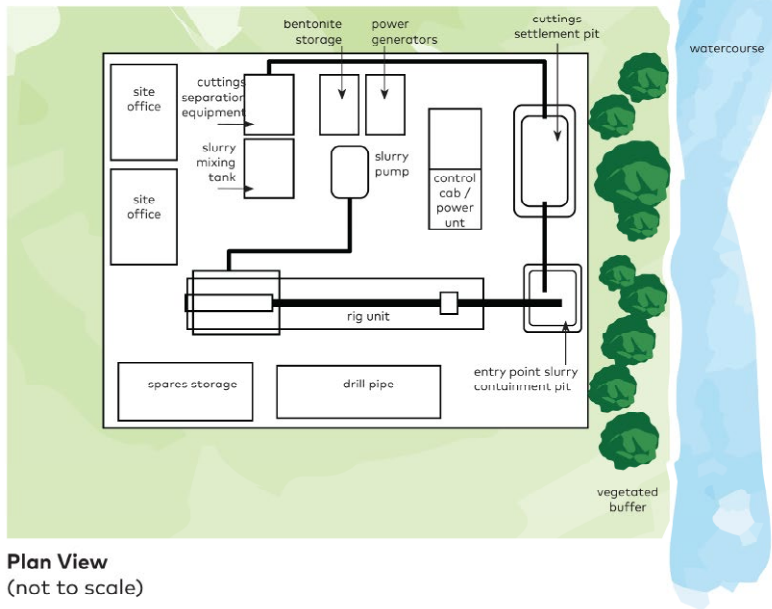 bentonite
storage
power
generators
cuttings
settlement pit
watercourse
site
office
cuttings
separation
equipment
slurry
mixing
tank
slurry
pump
control
cab /
power
unt
site
office
rig unit
spares storage
drill pipe
entry point slurry
containment pit
vegetated
buffer
Plan View
(not to scale)